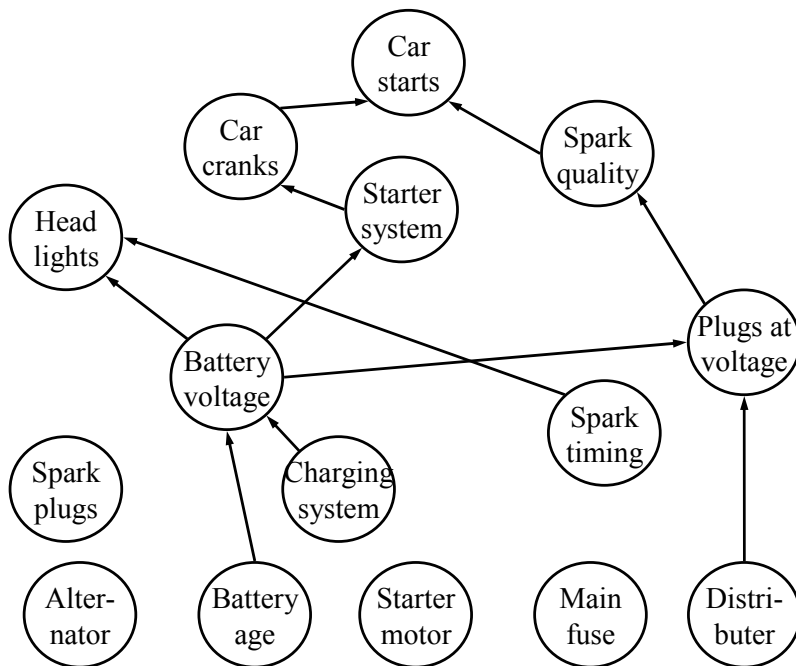 Car
starts
Car
cranks
Spark
quality
Starter
system
Head
lights
Plugs at
voltage
Battery
voltage
Spark
timing
Spark
plugs
Charging
system
Alter-
nator
Battery
age
Starter
motor
Main
fuse
Distri-
buter